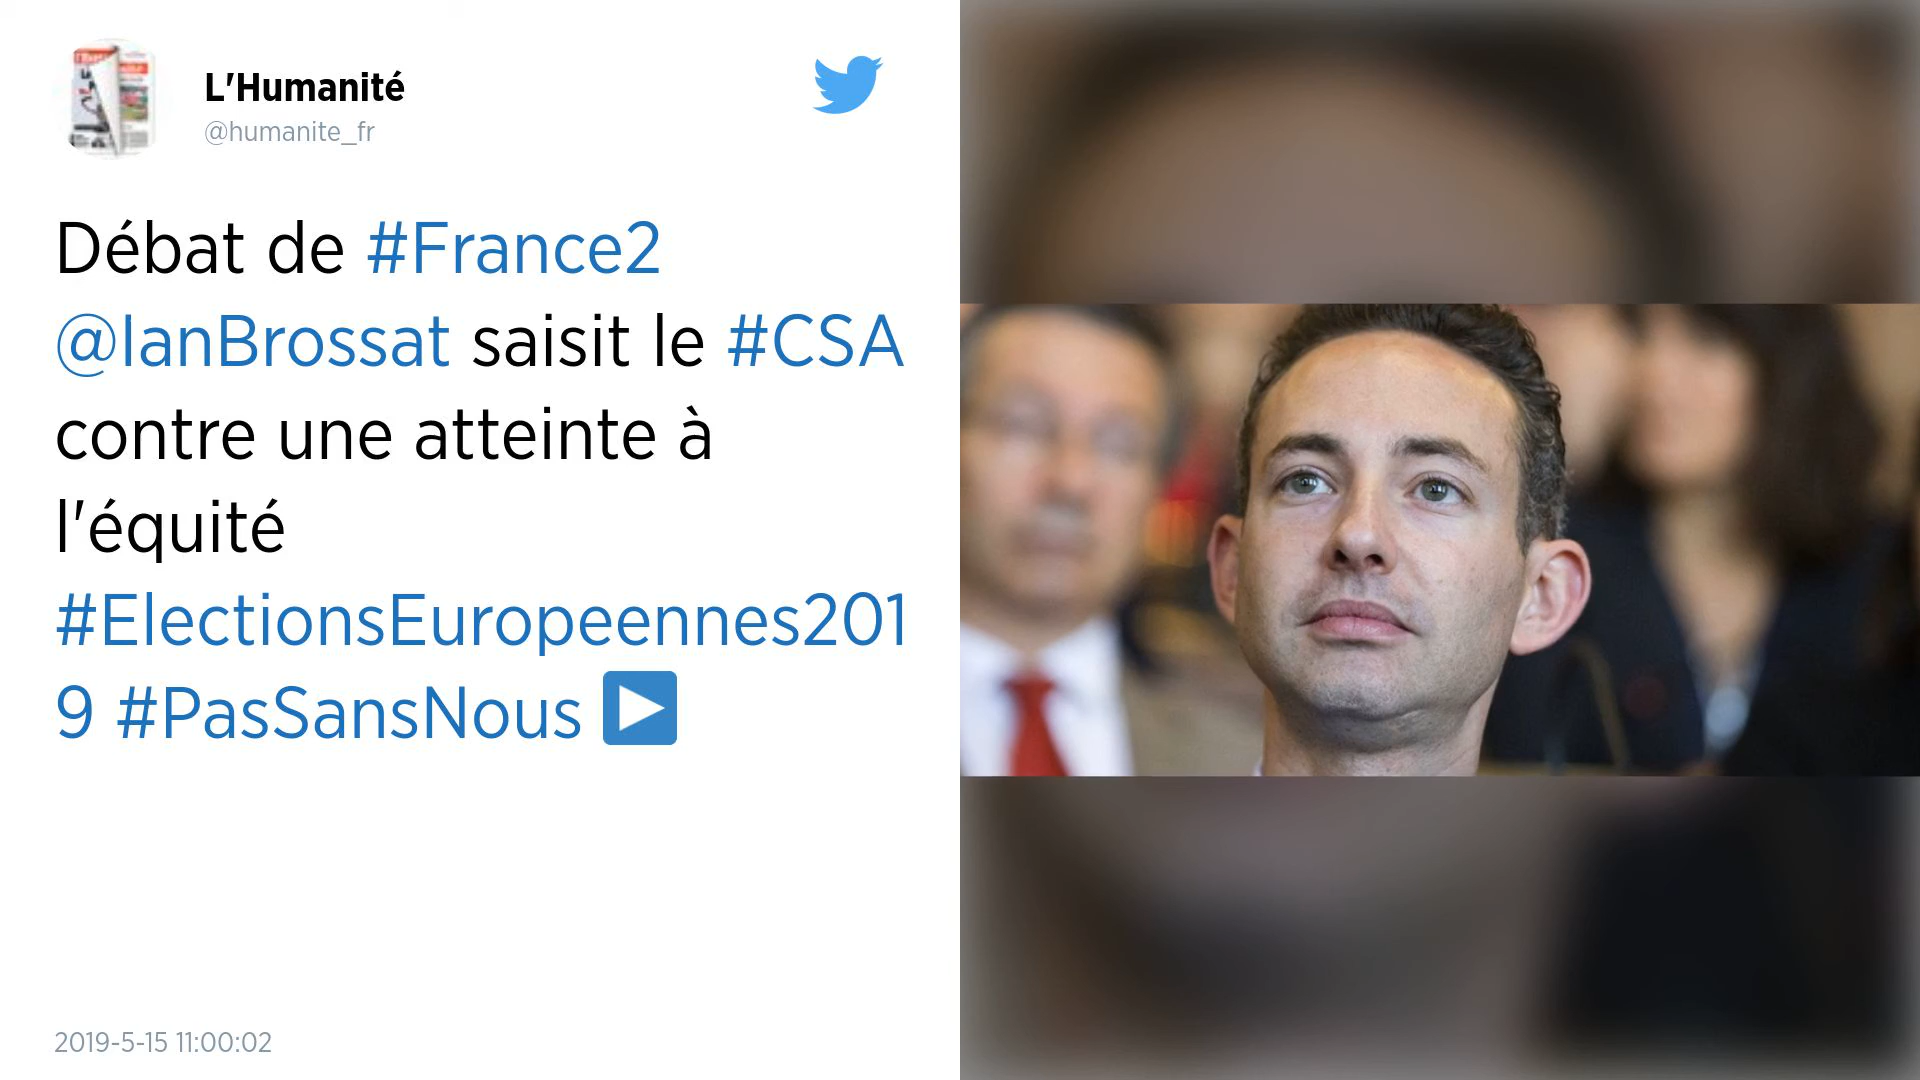 L'Humanité
@humanite_fr
Débat de #France2
@IanBrossat saisit le #CSA
contre une atteinte à
l'équité
#ElectionsEuropeennes201
9 #PasSansNous ▶
2019-5-15 11:00:02